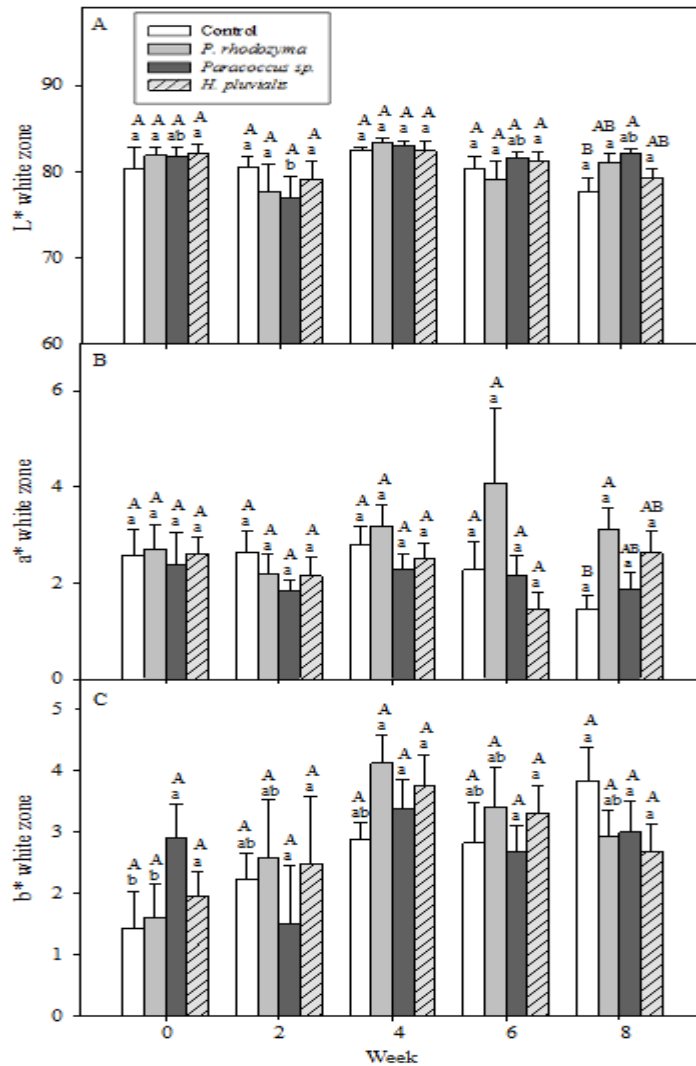 A
Control
P. rhodozyma
Paracoccus sp.
H. pluvialis
L* white zone
90
80
70
60
A A A A
a a ab a
A A A A
a a b a
A A A A
a a a a
A A A A
a a ab a
B AB A AB
a a ab a
B
a* white zone
6
4
2
0
A A A A
a a a a
A A A A
a a a a
A A A A
a a a a
A A A A
a a a a
B A AB AB
a a a a
C
b* white zone
5
4
3
2
1
0
A A A A
b b a a
A A A A
ab ab a a
A A A A
ab a a a
A A A A
ab ab a a
A A A A
a ab a a
0 2 4 6 8
Week